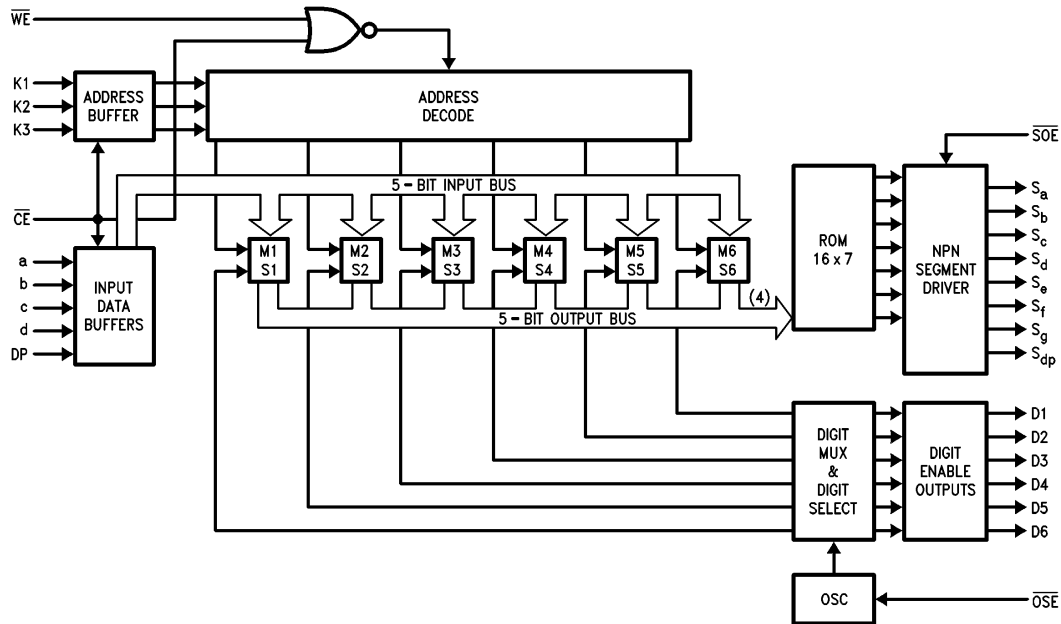 WE
K1
K2
K3
ADDRESS
BUFFER
ADDRESS
DECODE
SOE
CE
5-BIT INPUT BUS
a
b
c
d
DP
INPUT
DATA
BUFFERS
M1
S1
M2
S2
M3
S3
M4
S4
M5
S5
M6
S6
(4)
5-BIT OUTPUT BUS
ROM
16 x 7
NPN
SEGMENT
DRIVER
Sa
Sb
Sc
Sd
Se
Sf
Sg
Sdp
DIGIT
MUX
&
DIGIT
SELECT
DIGIT
ENABLE
OUTPUTS
D1
D2
D3
D4
D5
D6
OSC
OSE